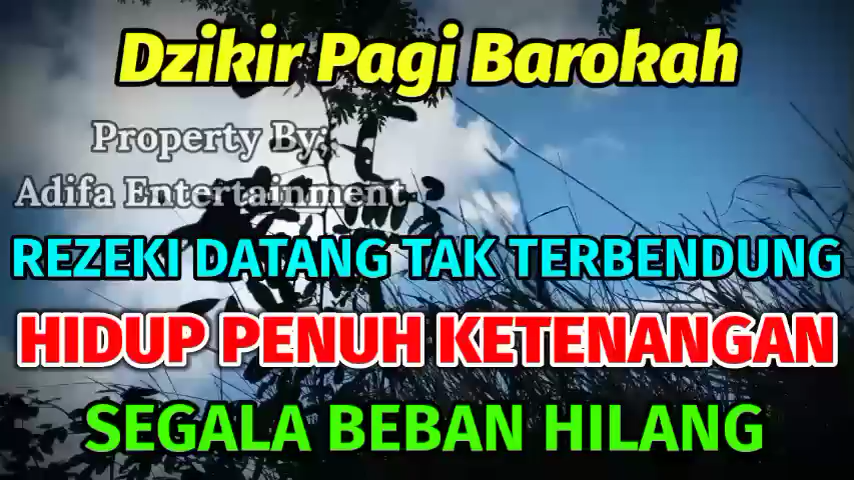 Dzikir Pagi Barokah
Property By:
Adifa Entertainment
REZEKI DATANG TAK TERBENDUNG
HIDUP PENUH KETENANGAN
SEGALA BEBAN HILANG